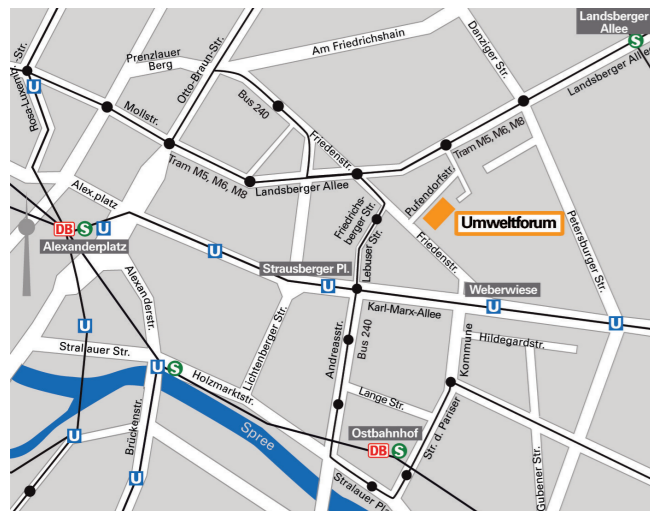 Landsberger
Allee
S
Landsberger Allee
Danziger Str.
Am Friedrichshain
Prenzlauer
Berg
Otto-Braun-Str.
Rosa-Luxemb.-Str.
U
Mollstr.
Bus 240
Friedenstr.
Tram M5, M6, M8
Tram M5, M6, M8
Landsberger Allee
Pufendorfstr.
Alex.platz
DB
S
U
Alexanderplatz
Friedrichs-
berger Str.
Umweltforum
Friedenstr.
Petersburger Str.
U
Lebuser Str.
Strausberger Pl.
U
Weberwiese
U
Karl-Marx-Allee
U
Alexanderstr.
U
Lichtenberger Str.
Andreasstr.
Bus 240
Kommune
Hildegardstr.
Stralauer Str.
U
S
Holzmarktstr.
Lange Str.
Spree
Brückenstr.
Ostbahnhof
DB
S
Str. d. Pariser
U
U
Gubener Str.
Stralauer Pl.